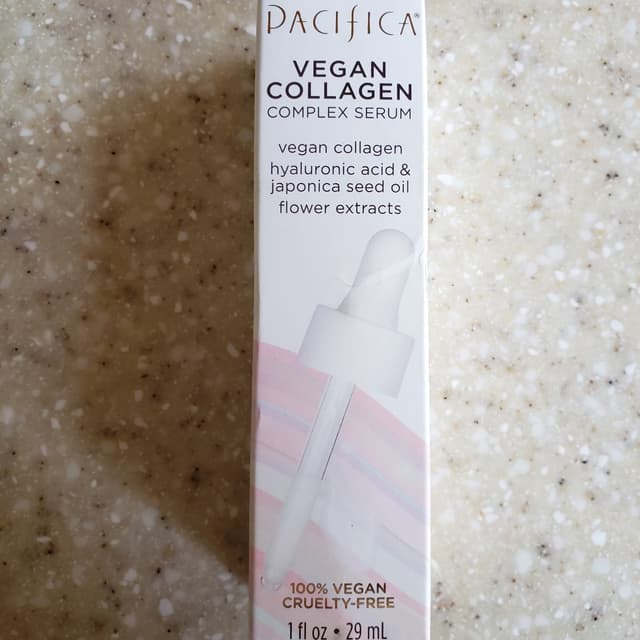 PACIFICA®
VEGAN
COLLAGEN
COMPLEX SERUM
vegan collagen
hyaluronic acid &
japonica seed oil
flower extracts
100% VEGAN
CRUELTY-FREE
1 fl oz • 29 mL